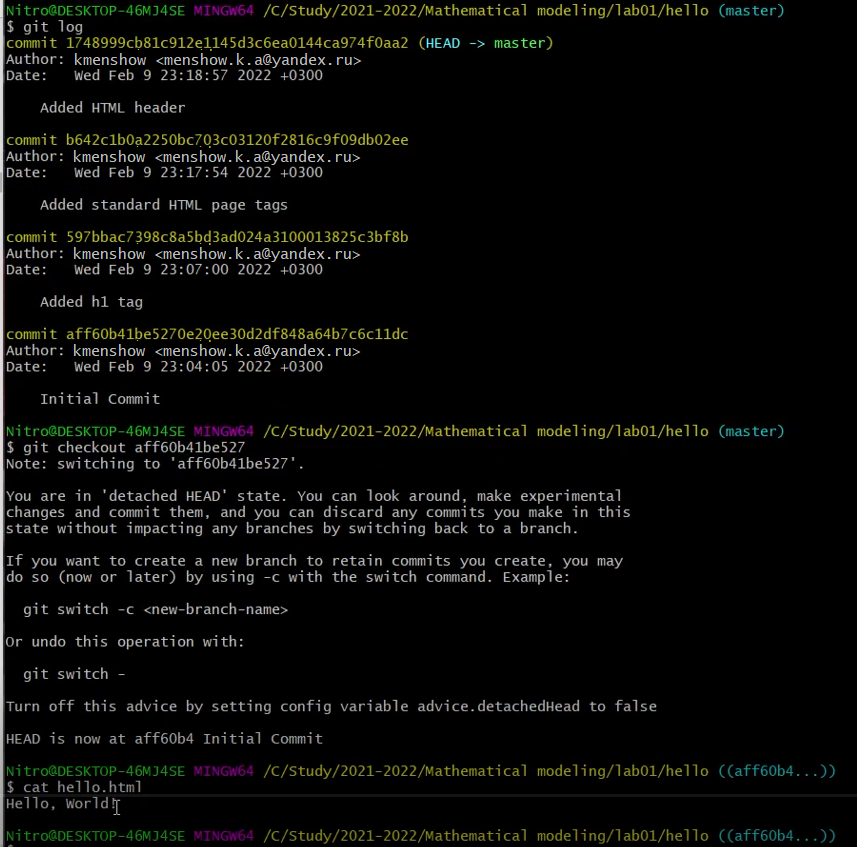 Nitro@DESKTOP-46MJ4SE MINGW64 /C/Study/2021-2022/Mathematical modeling/lab01/hello (master)
$ git log
commit 1748999cb81c912e1145d3c6ea0144ca974f0aa2 (HEAD -> master)
Author: kmenshow <menshow.k.a@yandex.ru>
Date:   Wed Feb 9 23:18:57 2022 +0300

    Added HTML header

commit b642c1b0a2250bc703c03120f2816c9f09db02ee
Author: kmenshow <menshow.k.a@yandex.ru>
Date:   Wed Feb 9 23:17:54 2022 +0300

    Added standard HTML page tags

commit 597bbac7398c8a5bd3ad024a3100013825c3bf8b
Author: kmenshow <menshow.k.a@yandex.ru>
Date:   Wed Feb 9 23:07:00 2022 +0300

    Added h1 tag

commit aff60b41be5270e20ee30d2df848a64b7c6c11dc
Author: kmenshow <menshow.k.a@yandex.ru>
Date:   Wed Feb 9 23:04:05 2022 +0300

    Initial Commit

Nitro@DESKTOP-46MJ4SE MINGW64 /C/Study/2021-2022/Mathematical modeling/lab01/hello (master)
$ git checkout aff60b41be527
Note: switching to 'aff60b41be527'.

You are in 'detached HEAD' state. You can look around, make experimental
changes and commit them, and you can discard any commits you make in this
state without impacting any branches by switching back to a branch.

If you want to create a new branch to retain commits you create, you may
do so (now or later) by using -c with the switch command. Example:

  git switch -c <new-branch-name>

Or undo this operation with:

  git switch -

Turn off this advice by setting config variable advice.detachedHead to false

HEAD is now at aff60b4 Initial Commit

Nitro@DESKTOP-46MJ4SE MINGW64 /C/Study/2021-2022/Mathematical modeling/lab01/hello ((aff60b4...))
$ cat hello.html
Hello, World!

Nitro@DESKTOP-46MJ4SE MINGW64 /C/Study/2021-2022/Mathematical modeling/lab01/hello ((aff60b4...))